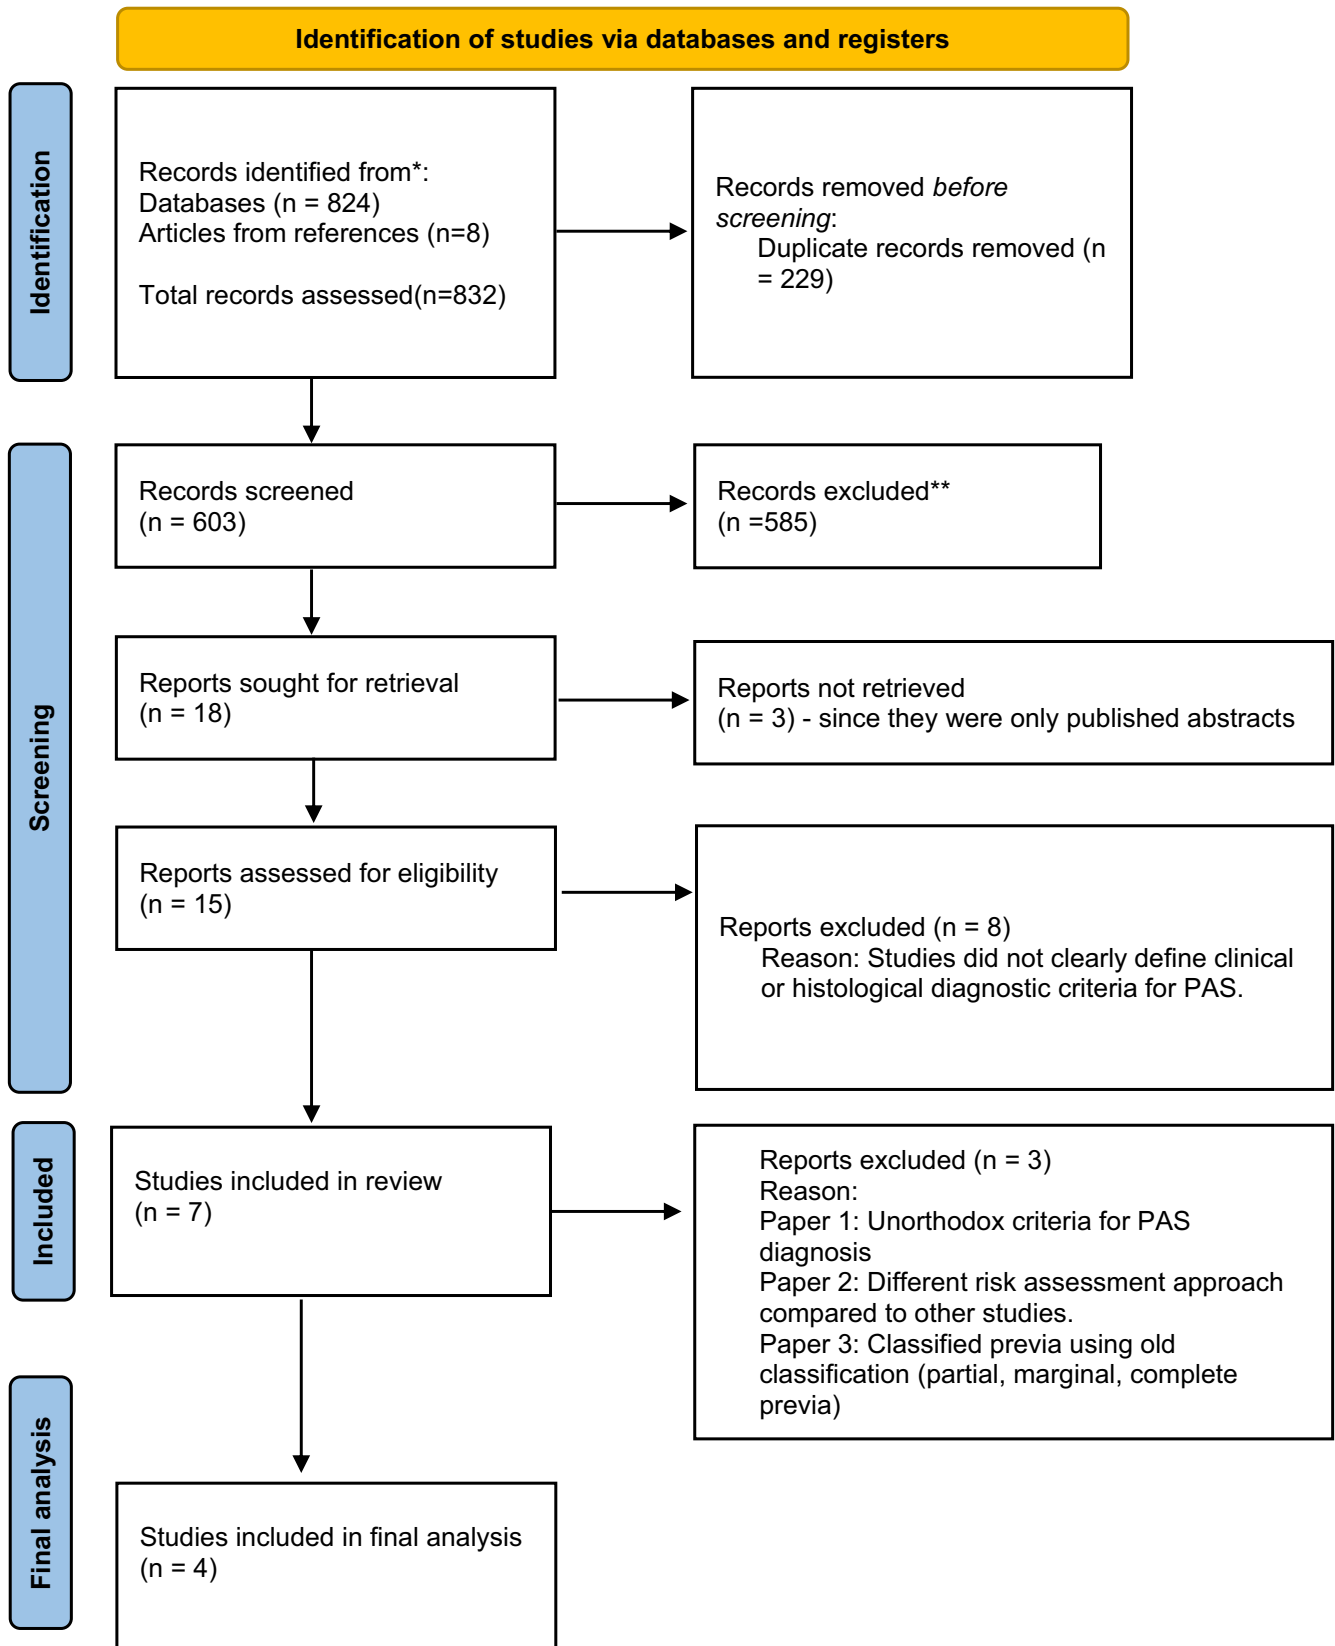 Identification of studies via databases and registers
Identification
Records identified from*:
Databases (n = 824)
Articles from references (n=8)
Total records assessed(n=832)
Records removed before
screening:
Duplicate records removed (n
= 229)
Screening
Records screened
(n = 603)
Records excluded**
(n =585)
Reports sought for retrieval
(n = 18)
Reports not retrieved
(n = 3) - since they were only published abstracts
Reports assessed for eligibility
(n = 15)
Reports excluded (n = 8)
Reason: Studies did not clearly define clinical
or histological diagnostic criteria for PAS.
Included
Studies included in review
(n = 7)
Reports excluded (n = 3)
Reason:
Paper 1: Unorthodox criteria for PAS
diagnosis
Paper 2: Different risk assessment approach
compared to other studies.
Paper 3: Classified previa using old
classification (partial, marginal, complete
previa)
Final analysis
Studies included in final analysis
(n = 4)